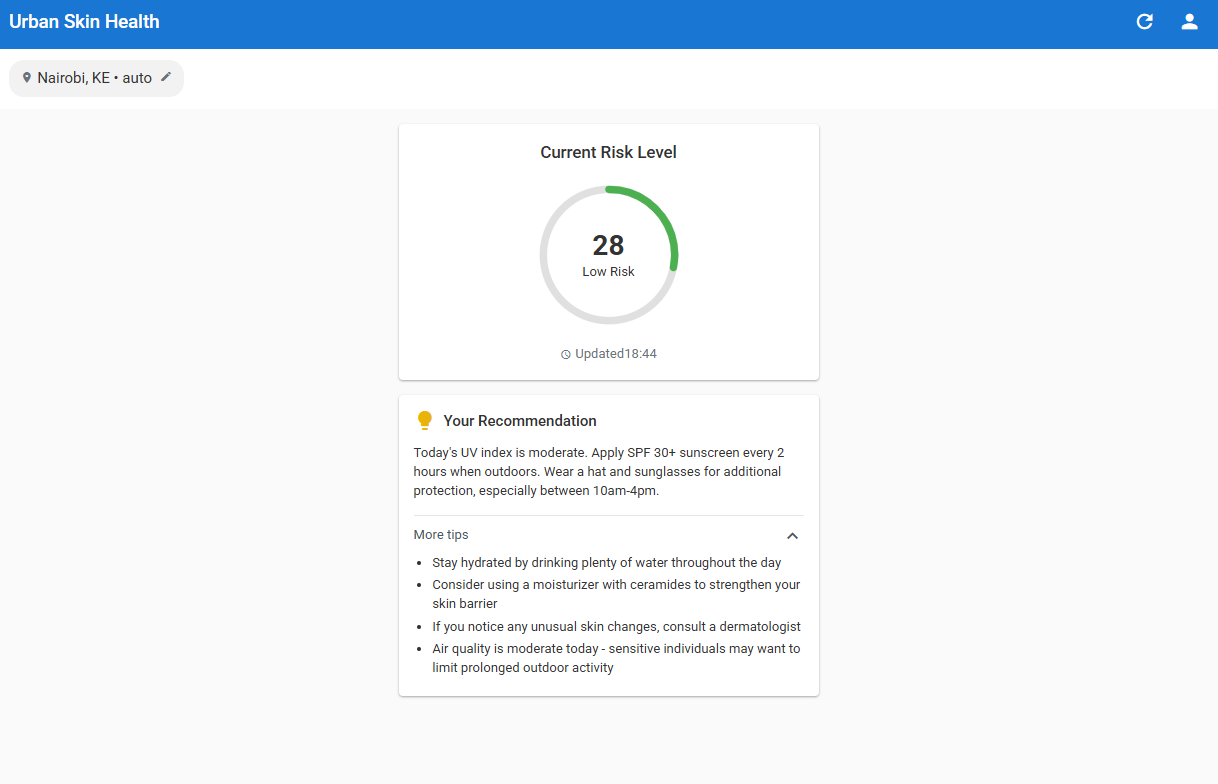 Urban Skin Health
Nairobi, KE • auto
Current Risk Level
28
Low Risk
Updated18:44
Your Recommendation
Today's UV index is moderate. Apply SPF 30+ sunscreen every 2
hours when outdoors. Wear a hat and sunglasses for additional
protection, especially between 10am-4pm.
More tips
• Stay hydrated by drinking plenty of water throughout the day
• Consider using a moisturizer with ceramides to strengthen your
skin barrier
• If you notice any unusual skin changes, consult a dermatologist
• Air quality is moderate today - sensitive individuals may want to
limit prolonged outdoor activity